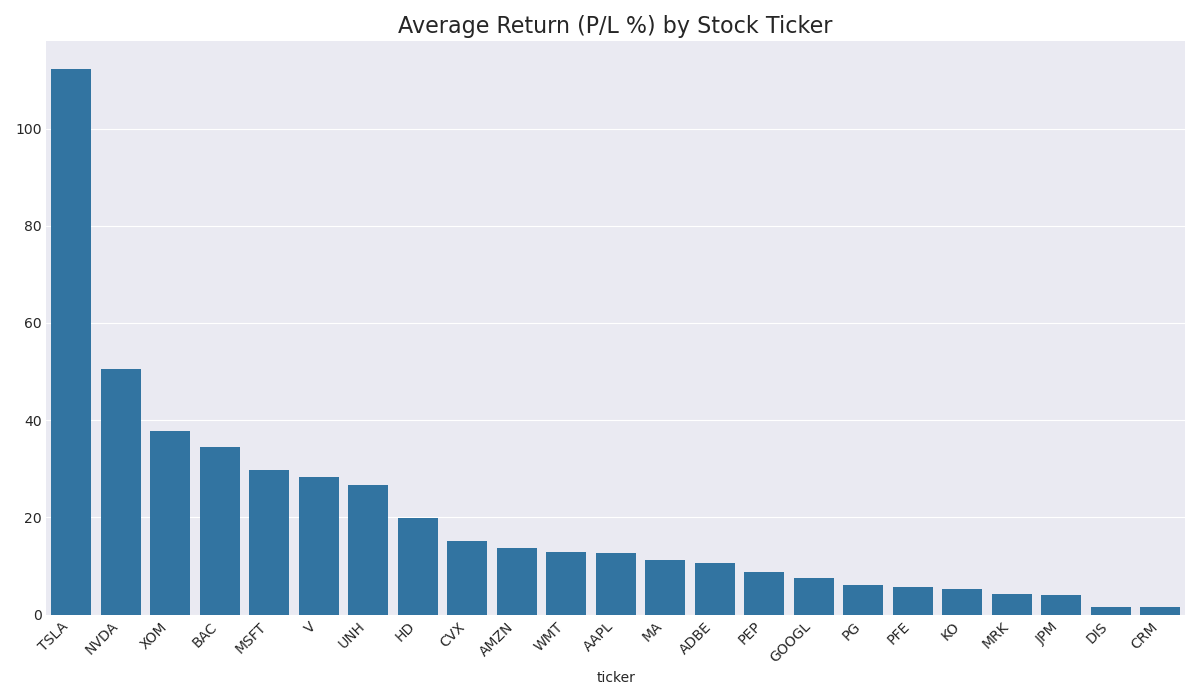 Average Return (P/L %) by Stock Ticker
100
80
60
40
20
0
TSLA
NVDA
XOM
BAC
MSFT
V
UNH
HD
CVX
AMZN
WMT
AAPL
MA
ADBE
PEP
GOOGL
PG
PFE
KO
MRK
JPM
DIS
CRM
ticker